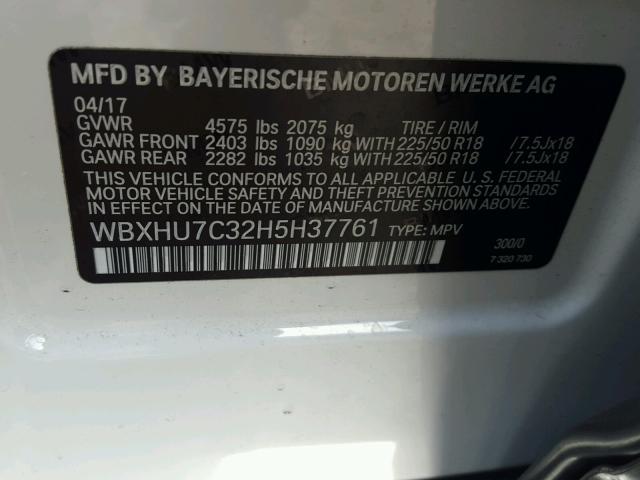 MFD BY BAYERISCHE MOTOREN WERKE AG
04/17
GVWR 4575 lbs 2075 kg TIRE / RIM
GAWR FRONT 2403 lbs 1090 kg WITH 225/50 R18 /7.5Jx18
GAWR REAR 2282 lbs 1035 kg WITH 225/50 R18 /7.5Jx18
THIS VEHICLE CONFORMS TO ALL APPLICABLE U. S. FEDERAL
MOTOR VEHICLE SAFETY AND THEFT PREVENTION STANDARDS
IN EFFECT ON THE DATE OF MANUFACTURE SHOWN ABOVE.
WBXHU7C32H5H37761 TYPE: MPV
300/0
7 320 730